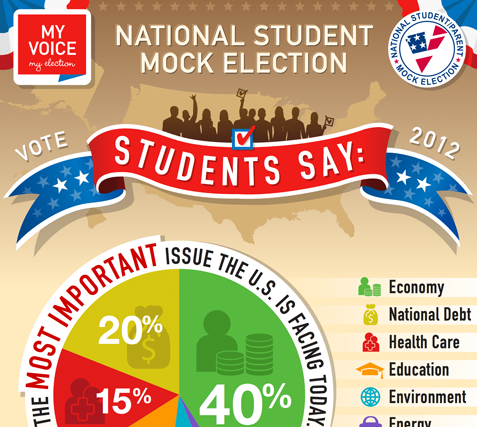 MY
VOICE
my election
NATIONAL STUDENT
MOCK ELECTION
NATIONAL STUDENT/PARENT
MOCK ELECTION
VOTE
2012
STUDENTS SAY:
THE MOST IMPORTANT ISSUE THE U.S. IS FACING TODAY
20%
$
15%
40%
Economy
National Debt
Health Care
Education
Environment
Energy